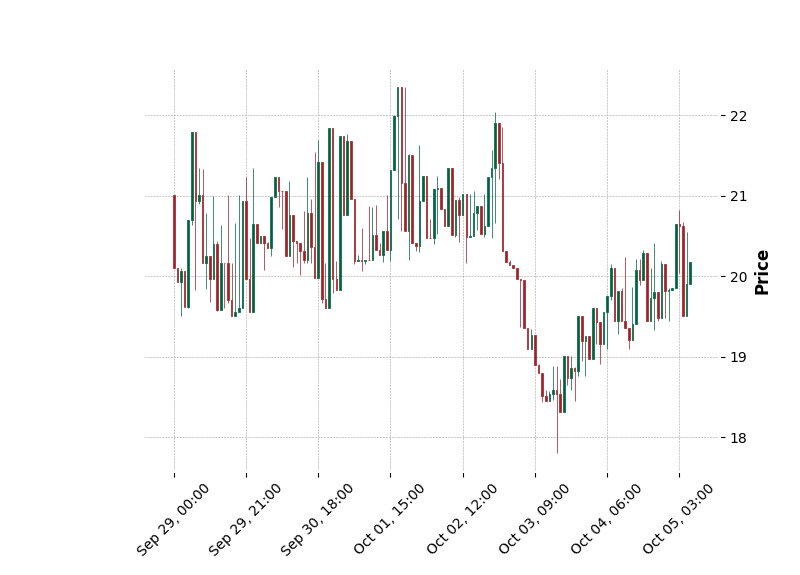 22
21
20
19
18
Price
Sep 29, 00:00
Sep 29, 21:00
Sep 30, 18:00
Oct 01, 15:00
Oct 02, 12:00
Oct 03, 09:00
Oct 04, 06:00
Oct 05, 03:00